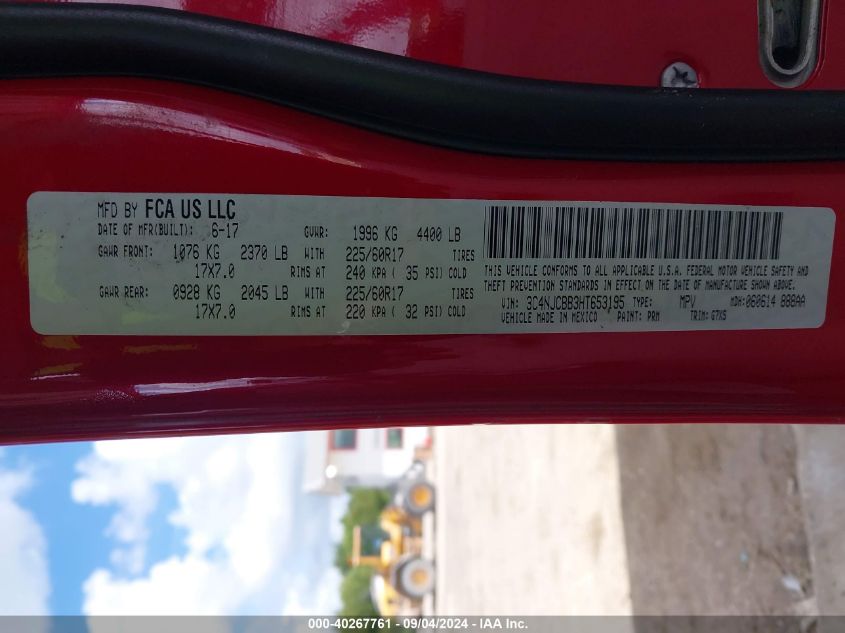 MFD BY FCA US LLC
DATE OF MFR(BUILT): 6-17 GVWR: 1996 KG 4400 LB
GAWR FRONT: 1076 KG 2370 LB WITH 225/60R17 TIRES
17X7.0 RIMS AT 240 KPA ( 35 PSI) COLD
GAWR REAR: 0928 KG 2045 LB WITH 225/60R17 TIRES
17X7.0 RIMS AT 220 KPA ( 32 PSI) COLD
THIS VEHICLE CONFORMS TO ALL APPLICABLE U.S.A. FEDERAL MOTOR VEHICLE SAFETY AND
THEFT PREVENTION STANDARDS IN EFFECT ON THE DATE OF MANUFACTURE SHOWN ABOVE.
VIN: 3C4NJCBB3HT653195 TYPE: MPV MDH:060614 888AA
VEHICLE MADE IN MEXICO PAINT: PRM TRIM: G7X5
000-40267761 - 09/04/2024 - IAA Inc.